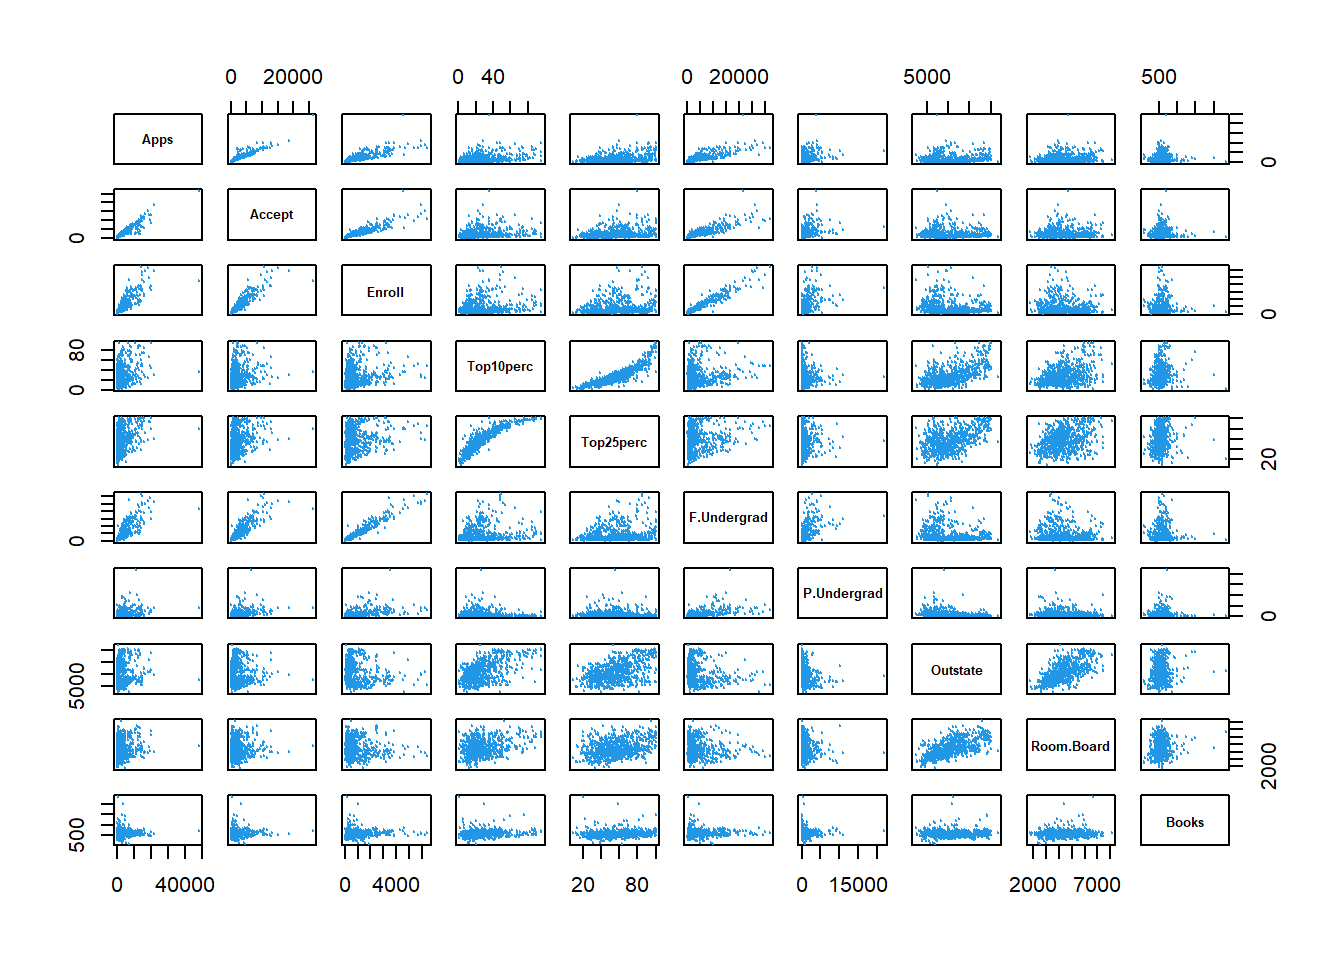 0 20000 0 40 0 20000 5000 500
Apps 0
0 Accept
Enroll 0
0 80 Top10perc
Top25perc 20
0 F.Undergrad
P.Undergrad 0
5000 Outstate
Room.Board 2000
500 Books
0 40000 0 4000 20 80 0 15000 2000 7000